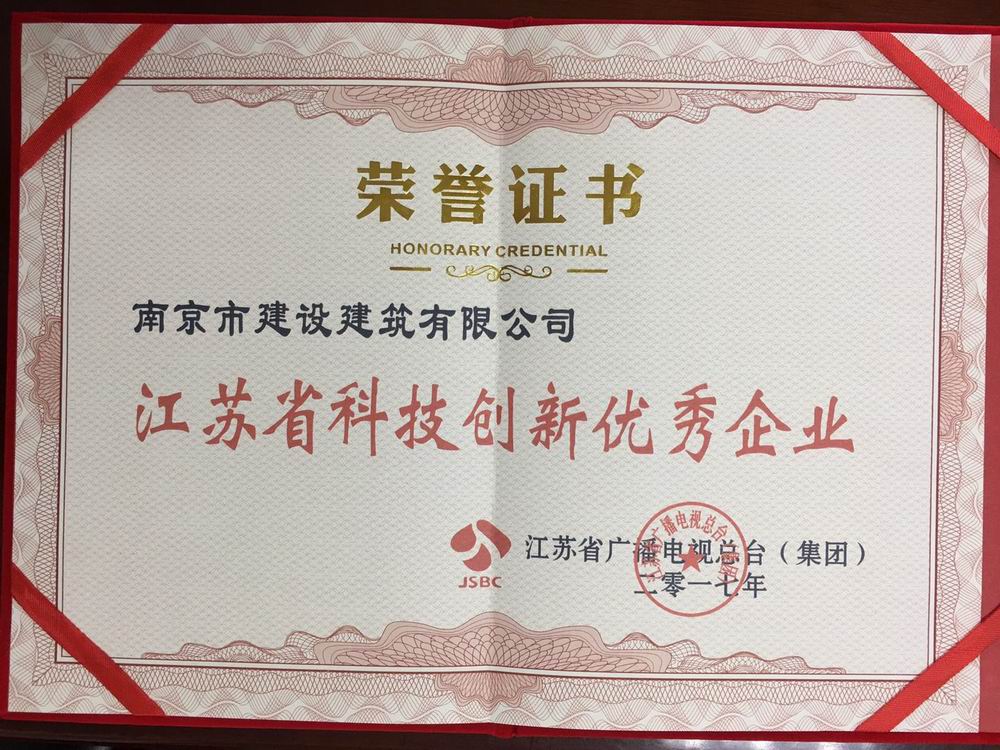 荣誉证书
HONORARY CREDENTIAL
南京市建设建筑有限公司
江苏省科技创新优秀企业
JSBC
江苏省广播电视总台（集团）
二零一七年